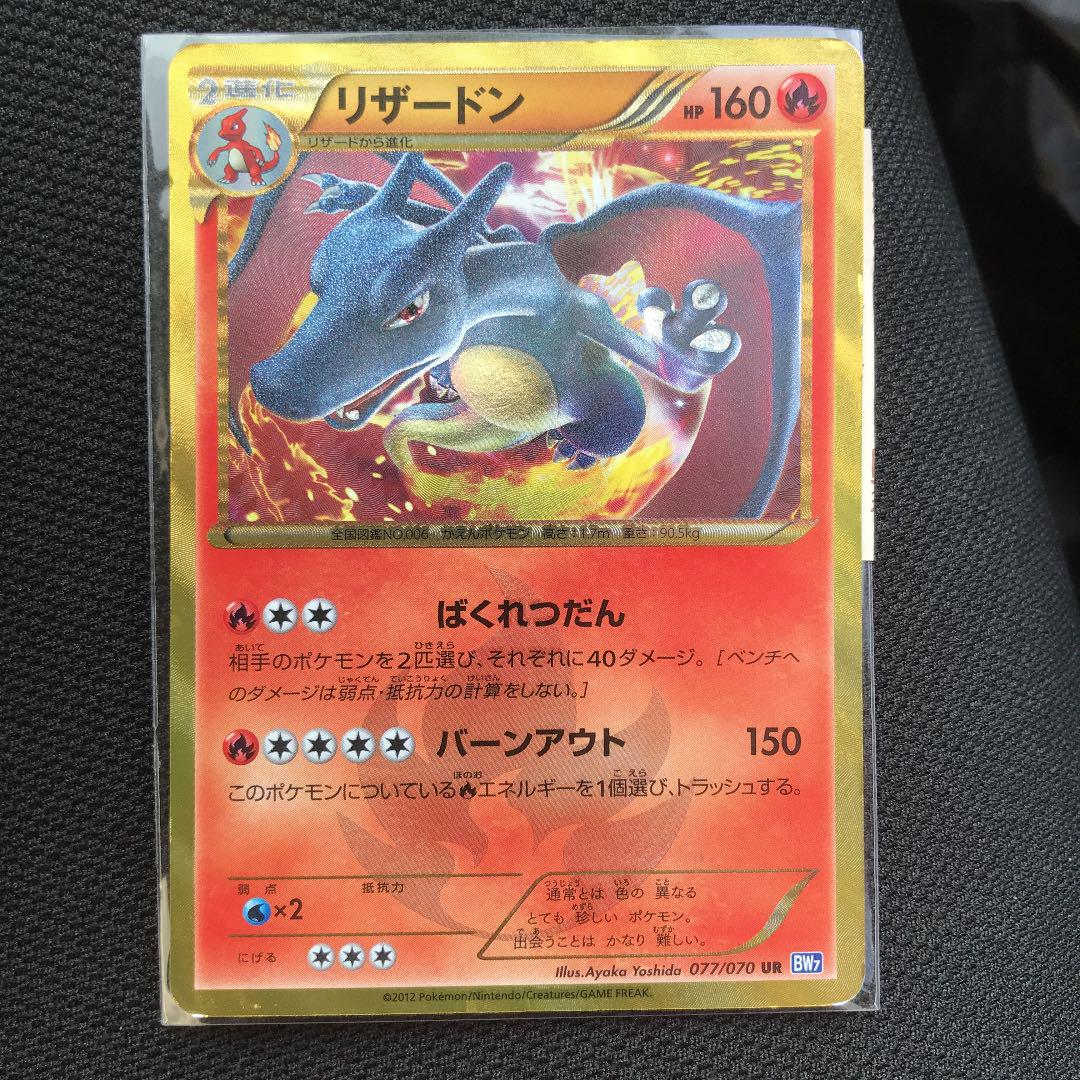 2進化
リザードン
HP 160
リザードから進化
全国図鑑NO.006 かえんポケモン 高さ:1.7m 重さ:90.5kg
ばくれつだん
相手のポケモンを2匹選び、それぞれに40ダメージ。[ベンチへ
のダメージは弱点・抵抗力の計算をしない。]
バーンアウト 150
このポケモンについているエネルギーを1個選び、トラッシュする。
弱点 抵抗力
×2
にげる
通常とは 色の 異なる
とても 珍しい ポケモン。
出会うことは かなり 難しい。
Illus.Ayaka Yoshida 077/070 UR BW7
©2012 Pokémon/Nintendo/Creatures/GAME FREAK.